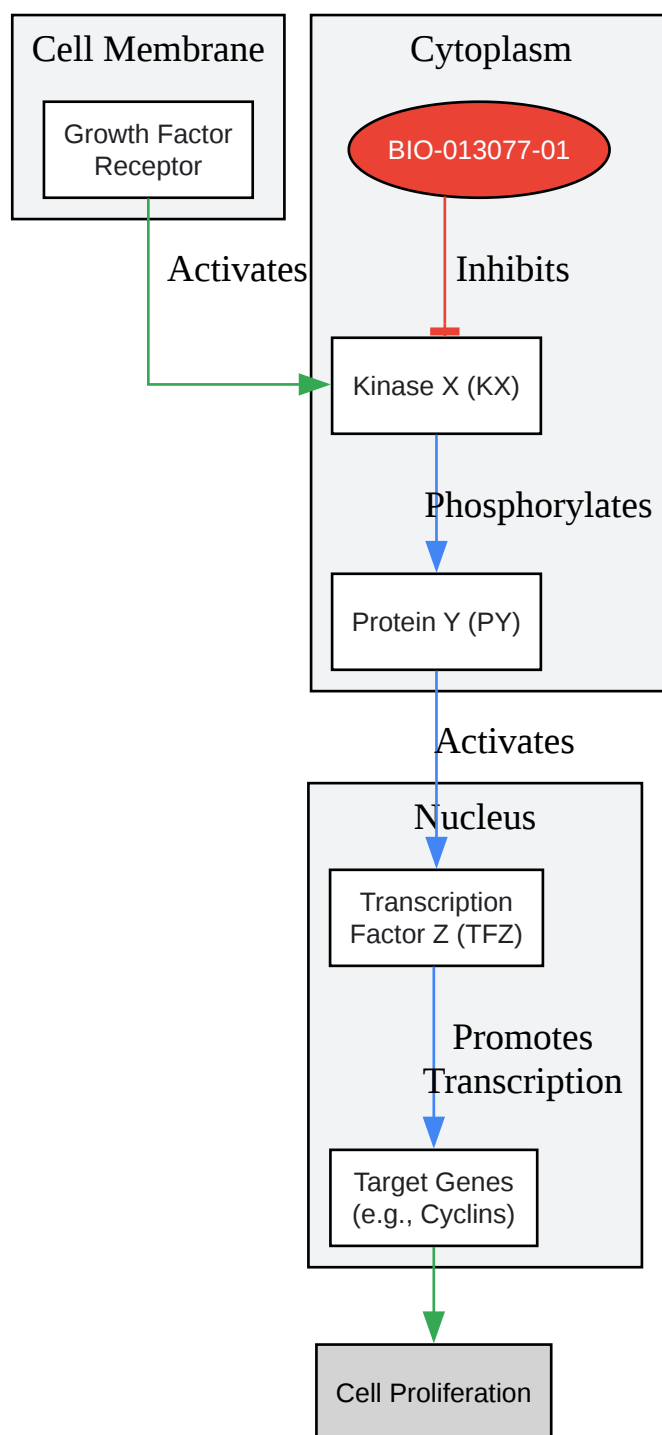 Cell Membrane
Growth Factor
Receptor
Activates
Cytoplasm
BIO-013077-01
Inhibits
Kinase X (KX)
Phosphorylates
Protein Y (PY)
Activates
Nucleus
Transcription
Factor Z (TFZ)
Promotes
Transcription
Target Genes
(e.g., Cyclins)
Cell Proliferation